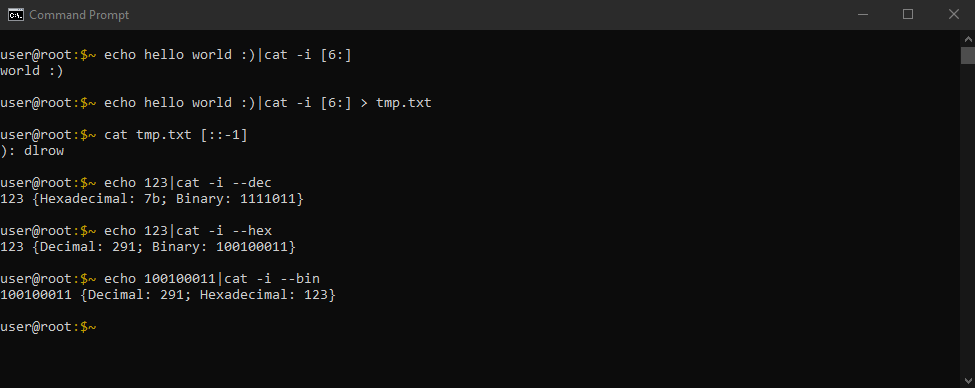 Command Prompt
user@root:$~ echo hello world :)|cat -i [6:]
world :)
user@root:$~ echo hello world :)|cat -i [6:] > tmp.txt
user@root:$~ cat tmp.txt [::-1]
): dlrow
user@root:$~ echo 123|cat -i --dec
123 {Hexadecimal: 7b; Binary: 1111011}
user@root:$~ echo 123|cat -i --hex
123 {Decimal: 291; Binary: 100100011}
user@root:$~ echo 100100011|cat -i --bin
100100011 {Decimal: 291; Hexadecimal: 123}
user@root:$~